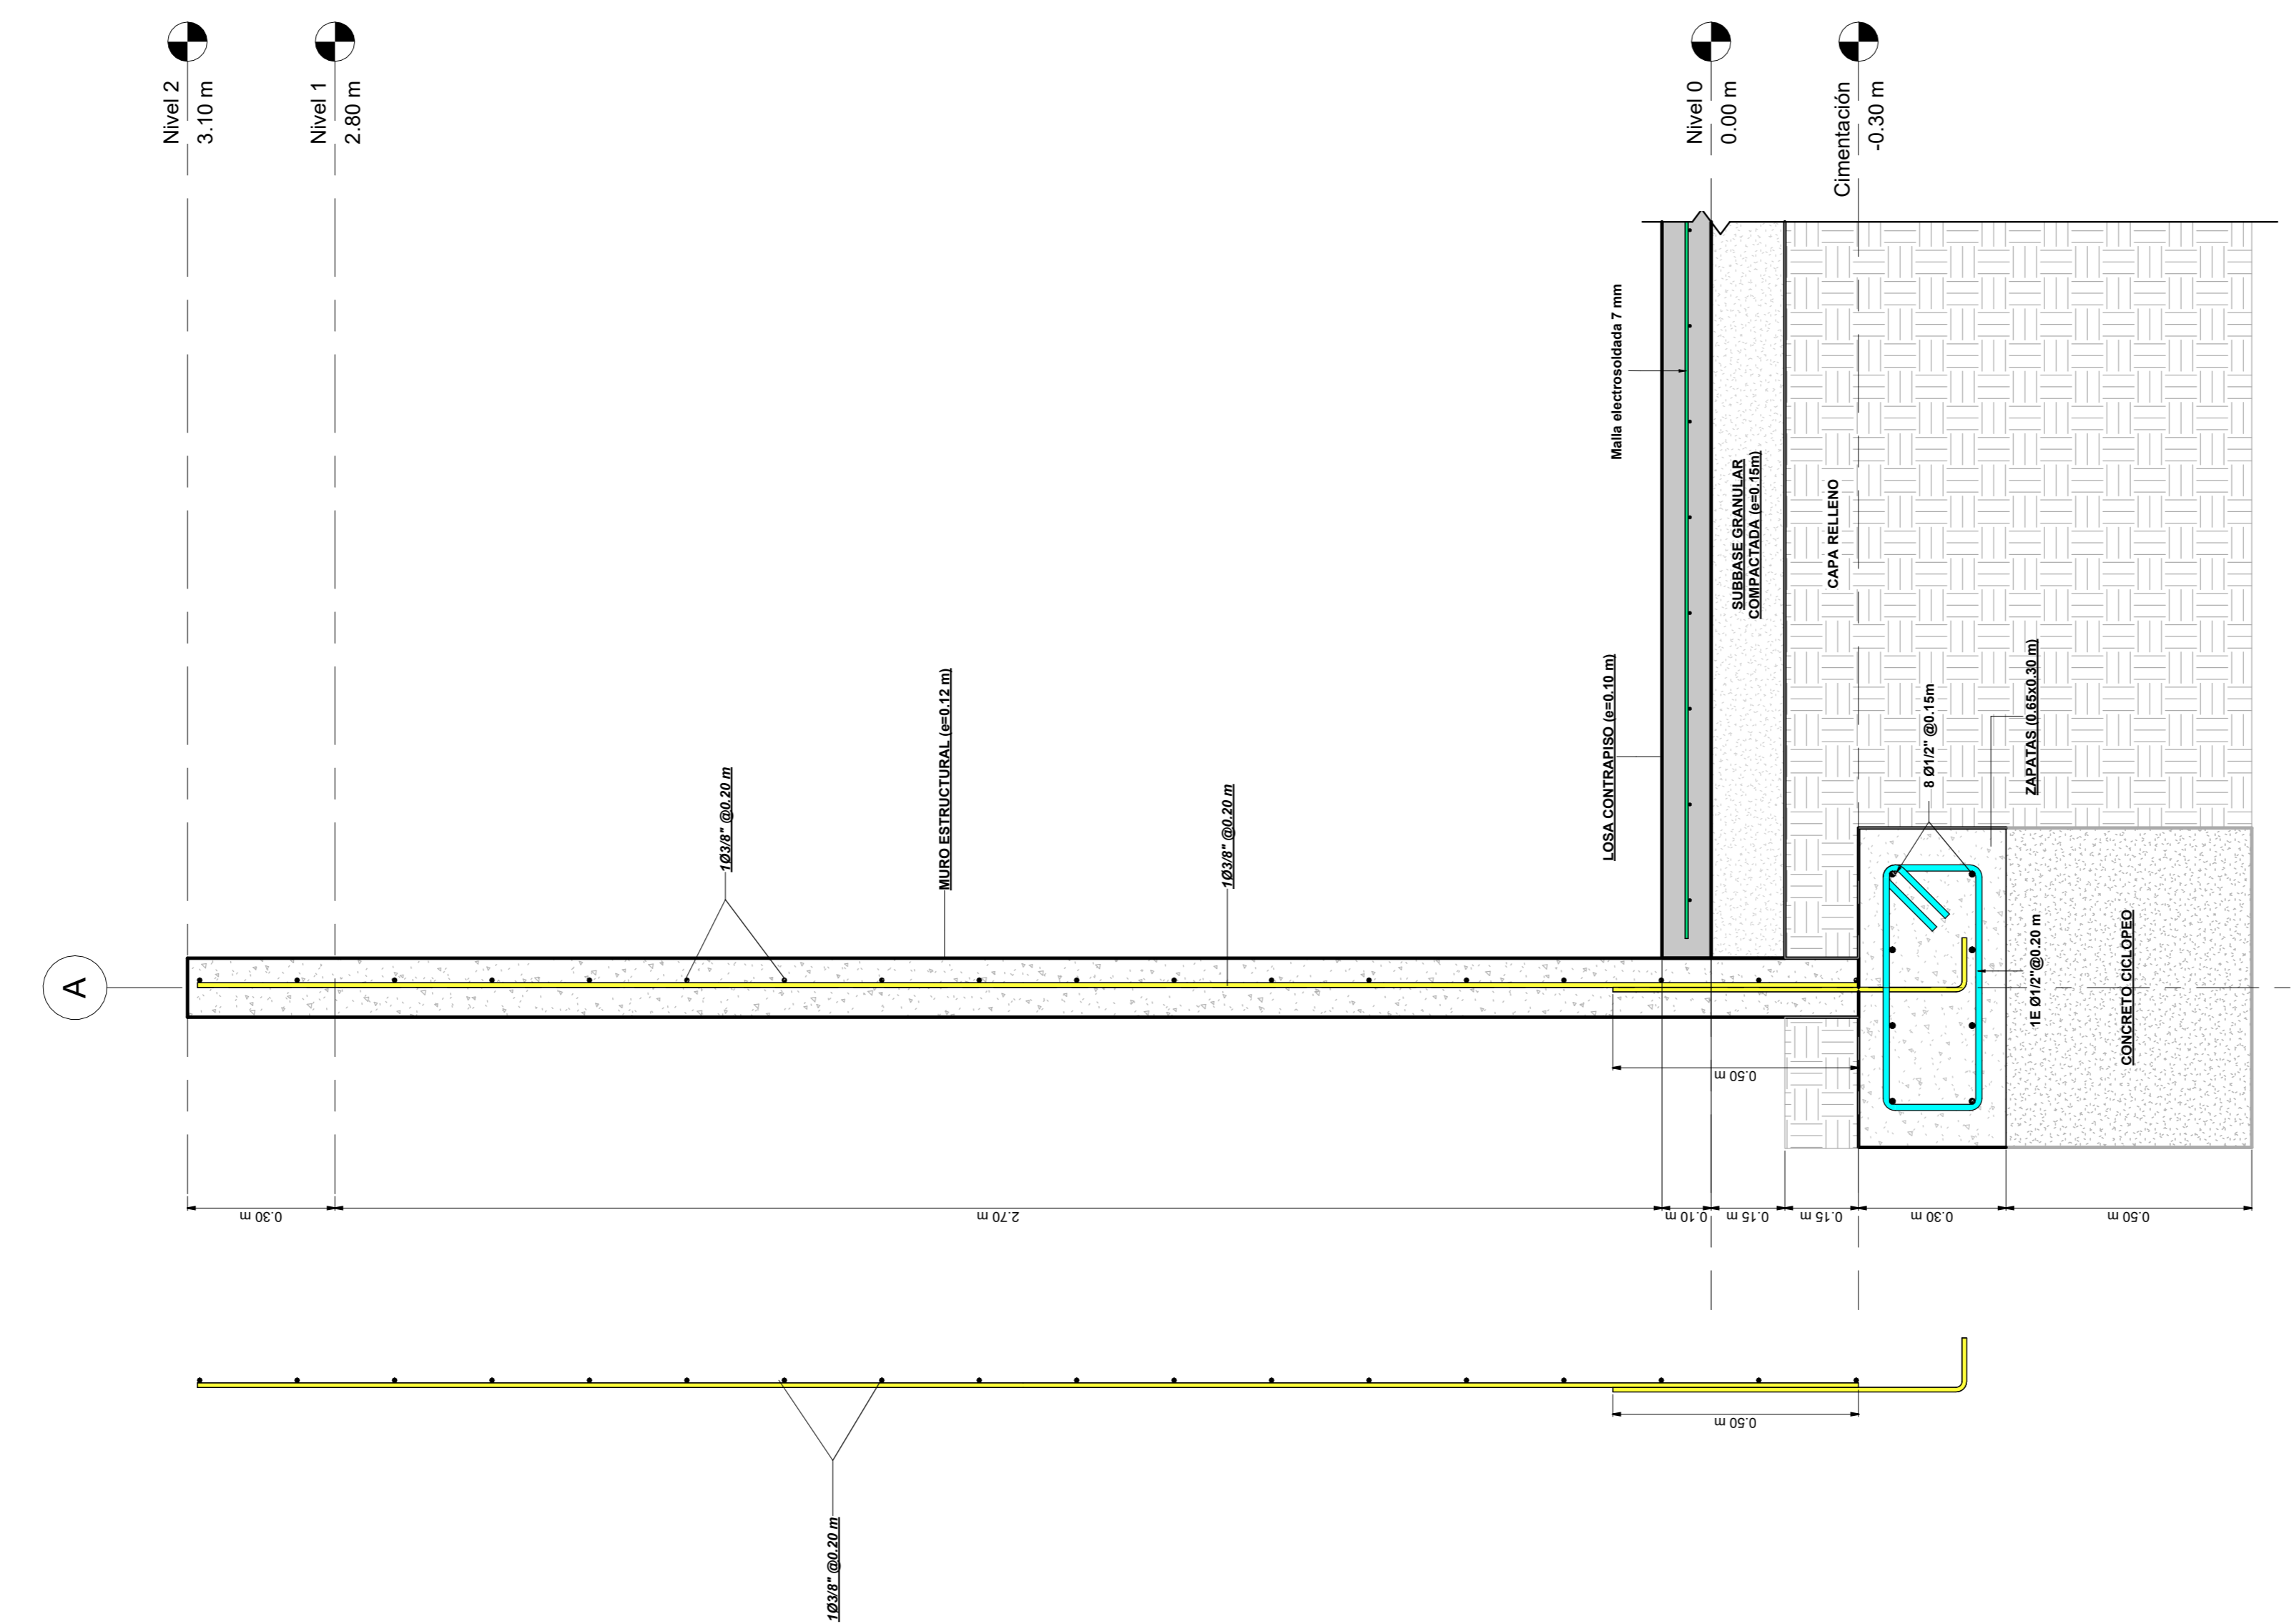 Nivel 2
3.10 m
Nivel 1
2.80 m
Nivel 0
0.00 m
Cimentación
-0.30 m
A
1Ø3/8" @0.20 m
MURO ESTRUCTURAL (e=0.12 m)
1Ø3/8" @0.20 m
LOSA CONTRAPISO (e=0.10 m)
Malla electrosoldada 7 mm
SUBBASE GRANULAR
COMPACTADA (e=0.15m)
CAPA RELLENO
8 Ø1/2" @0.15m
ZAPATAS (0.65x0.30 m)
1E Ø1/2"@0.20 m
CONCRETO CICLOPEO
0.50 m
0.30 m
2.70 m
0.10 m
0.15 m
0.15 m
0.30 m
0.50 m
0.50 m
1Ø3/8" @0.20 m